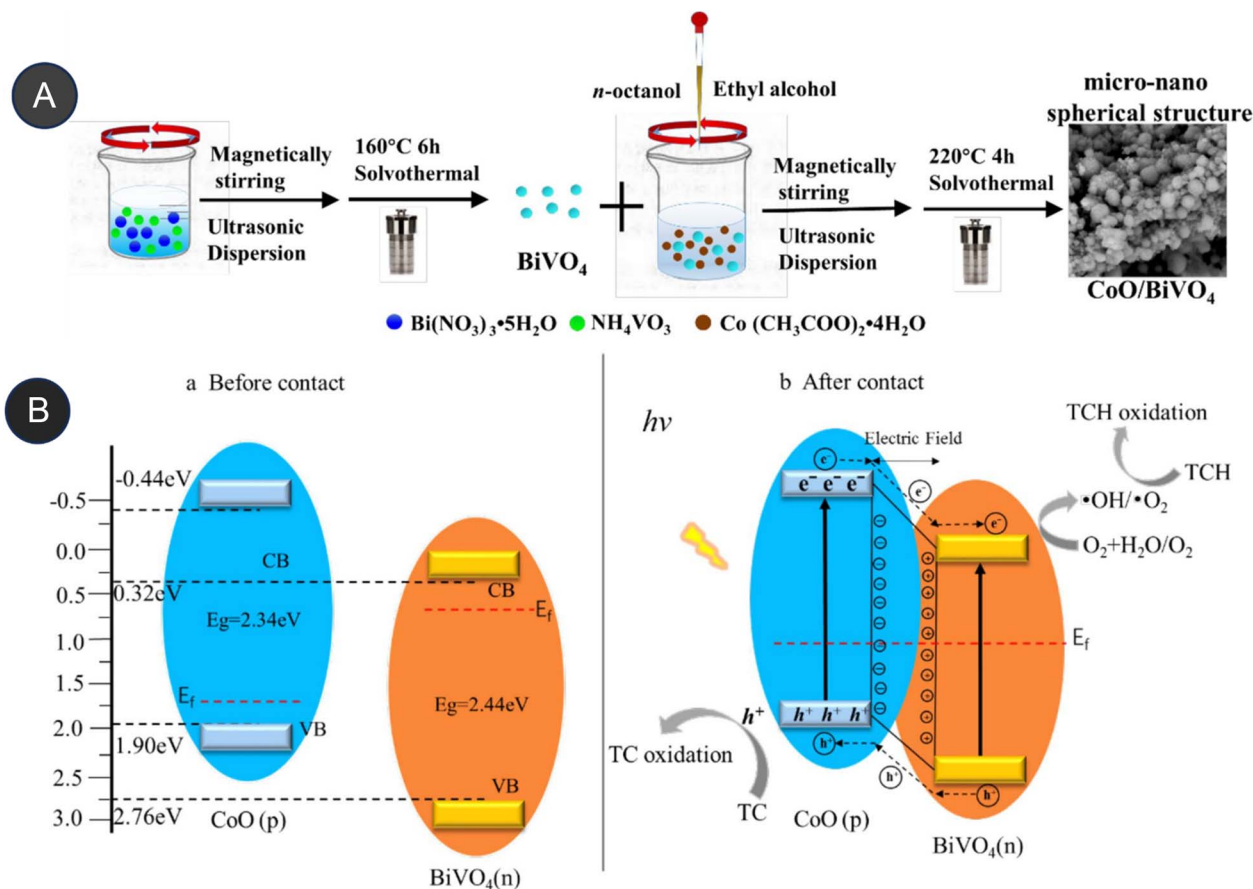 A
Magnetically
stirring
Ultrasonic
Dispersion
160°C 6h
Solvothermal
BiVO₄
+
n-octanol
Ethyl alcohol
Magnetically
stirring
Ultrasonic
Dispersion
220°C 4h
Solvothermal
micro-nano
spherical structure
CoO/BiVO₄
Bi(NO₃)₃•5H₂O
NH₄VO₃
Co (CH₃COO)₂•4H₂O
B
a Before contact
-0.5
0.0
0.5
1.0
1.5
2.0
2.5
3.0
-0.44eV
0.32eV
1.90eV
2.76eV
CB
Eg=2.34eV
Ef
VB
CoO (p)
CB
Ef
Eg=2.44eV
VB
BiVO₄(n)
b After contact
hν
Electric Field
e⁻
e⁻ e⁻ e⁻
e⁻
e⁻
TCH oxidation
TCH
•OH/•O₂
O₂+H₂O/O₂
Ef
h⁺
h⁺ h⁺ h⁺
h⁺
h⁺
h⁺
TC oxidation
TC
CoO (p)
BiVO₄(n)